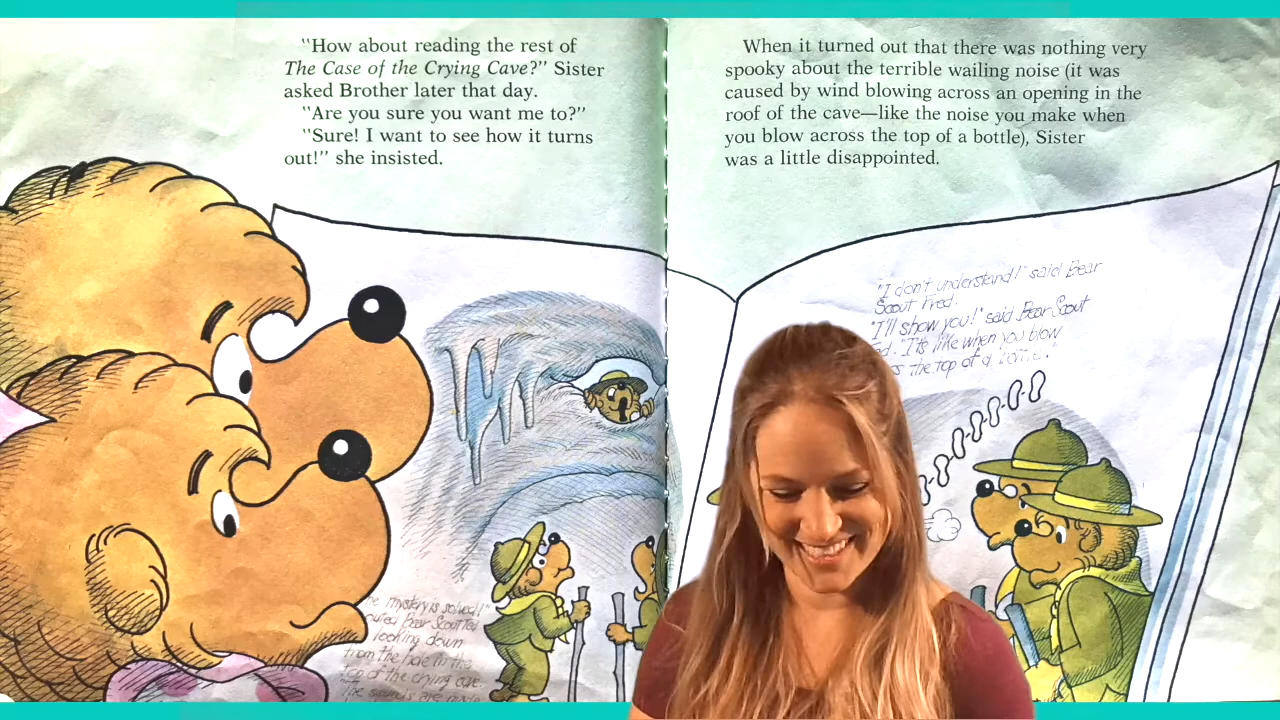 "How about reading the rest of
The Case of the Crying Cave?" Sister
asked Brother later that day.
"Are you sure you want me to?"
"Sure! I want to see how it turns
out!" she insisted.
When it turned out that there was nothing very
spooky about the terrible wailing noise (it was
caused by wind blowing across an opening in the
roof of the cave—like the noise you make when
you blow across the top of a bottle), Sister
was a little disappointed.
"I don't understand!" said Bear
Scout Fred.
"I'll show you!" said Bear Scout
"It's like when you blow
the top of a
mystery is solved!"
Bear Scout
looking down
from the hole in the
top of the crying cave.